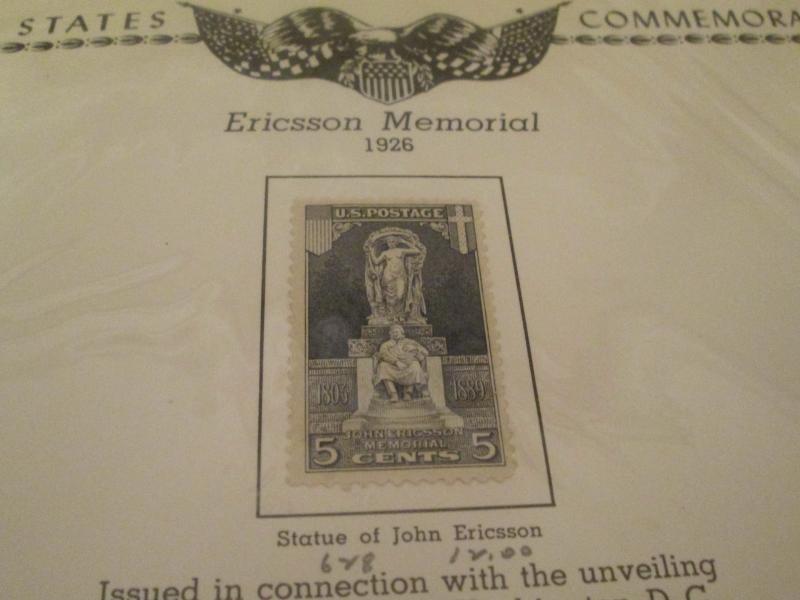 STATES COMMEMORA
Ericsson Memorial
1926
U.S. POSTAGE
1803 1889
JOHN ERICSSON
MEMORIAL
5 CENTS 5
Statue of John Ericsson
628 12.00
Issued in connection with the unveiling
D. C.